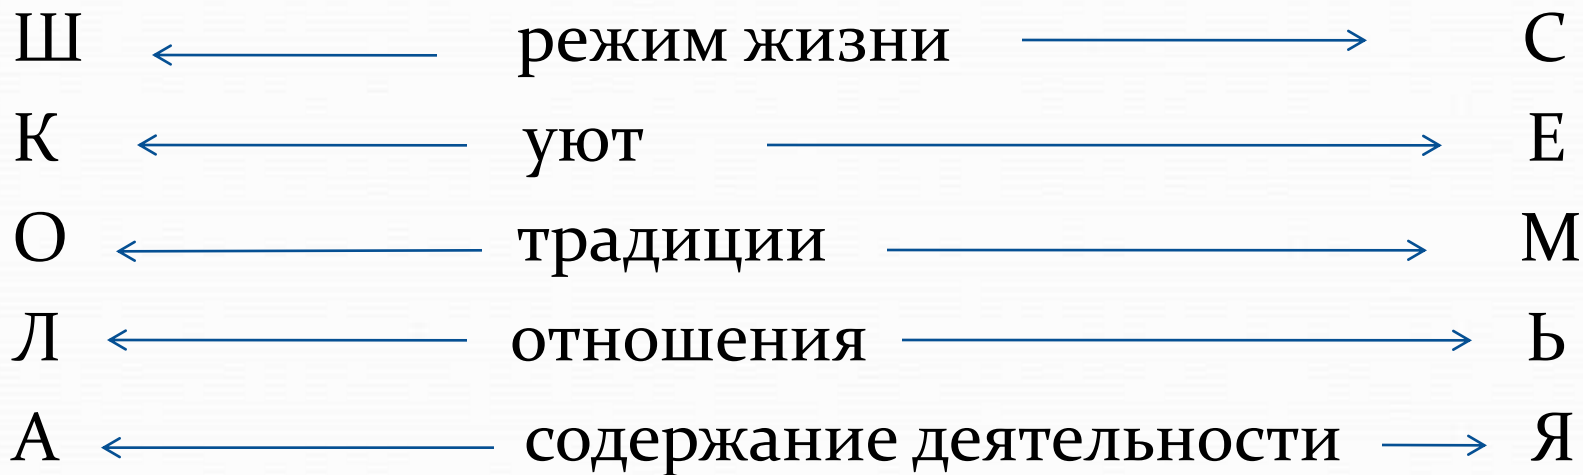 Ш режим жизни С
К уют Е
О традиции М
Л отношения Ь
А содержание деятельности Я